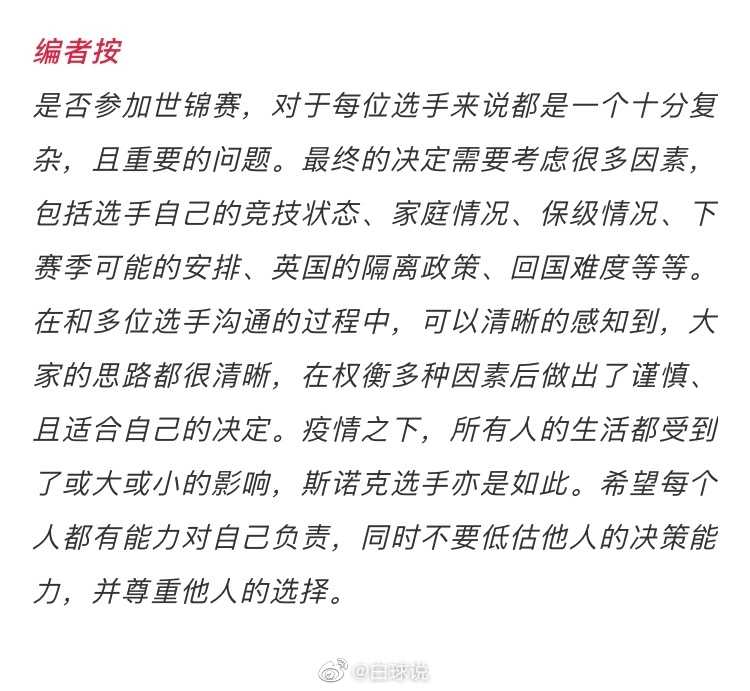 编者按
是否参加世锦赛，对于每位选手来说都是一个十分复
杂，且重要的问题。最终的决定需要考虑很多因素，
包括选手自己的竞技状态、家庭情况、保级情况、下
赛季可能的安排、英国的隔离政策、回国难度等等。
在和多位选手沟通的过程中，可以清晰的感知到，大
家的思路都很清晰，在权衡多种因素后做出了谨慎、
且适合自己的决定。疫情之下，所有人的生活都受到
了或大或小的影响，斯诺克选手亦是如此。希望每个
人都有能力对自己负责，同时不要低估他人的决策能
力，并尊重他人的选择。
@白球说